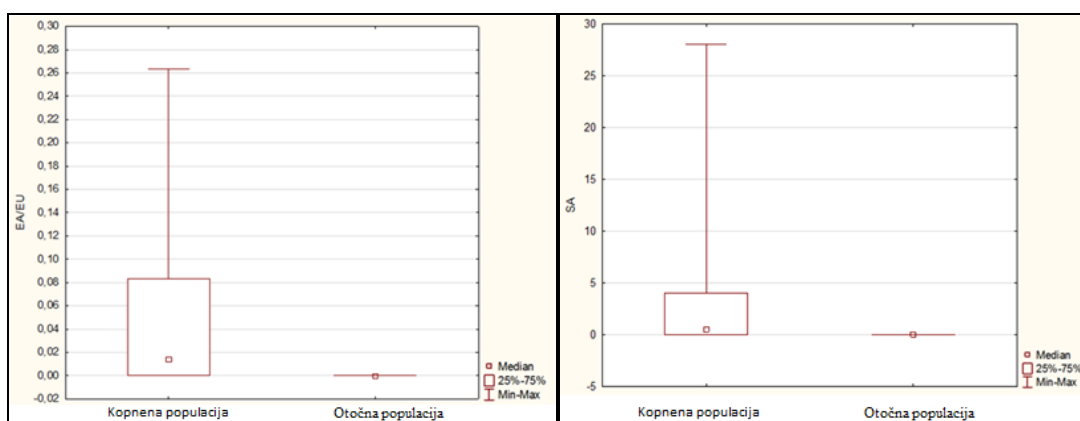 0,30
0,28
0,26
0,24
0,22
0,20
0,18
0,16
0,14
0,12
0,10
0,08
0,06
0,04
0,02
0,00
-0,02
EA/EU
Kopnena populacija
Otočna populacija
Median
25%-75%
Min-Max
30
25
20
15
10
5
0
-5
SA
Kopnena populacija
Otočna populacija
Median
25%-75%
Min-Max